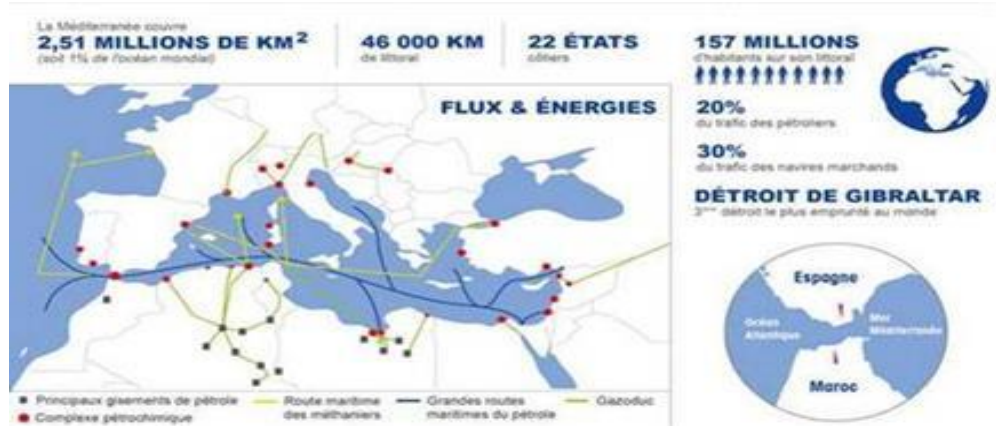 La Méditerranée couvre
2,51 MILLIONS DE KM²
(soit 1% de l'océan mondial)
46 000 KM
de littoral
22 ÉTATS
côtiers
157 MILLIONS
d'habitants sur son littoral
20%
du trafic des pétroliers
30%
du trafic des navires marchands
DÉTROIT DE GIBRALTAR
détroit le plus emprunté au monde
FLUX & ÉNERGIES
Espagne
Océan
Atlantique
Mer
Méditerranée
Maroc
Principaux gisements de pétrole
Complexe pétrochimique
Route maritime
des méthaniers
Grandes routes
maritimes du pétrole
Gazoduc